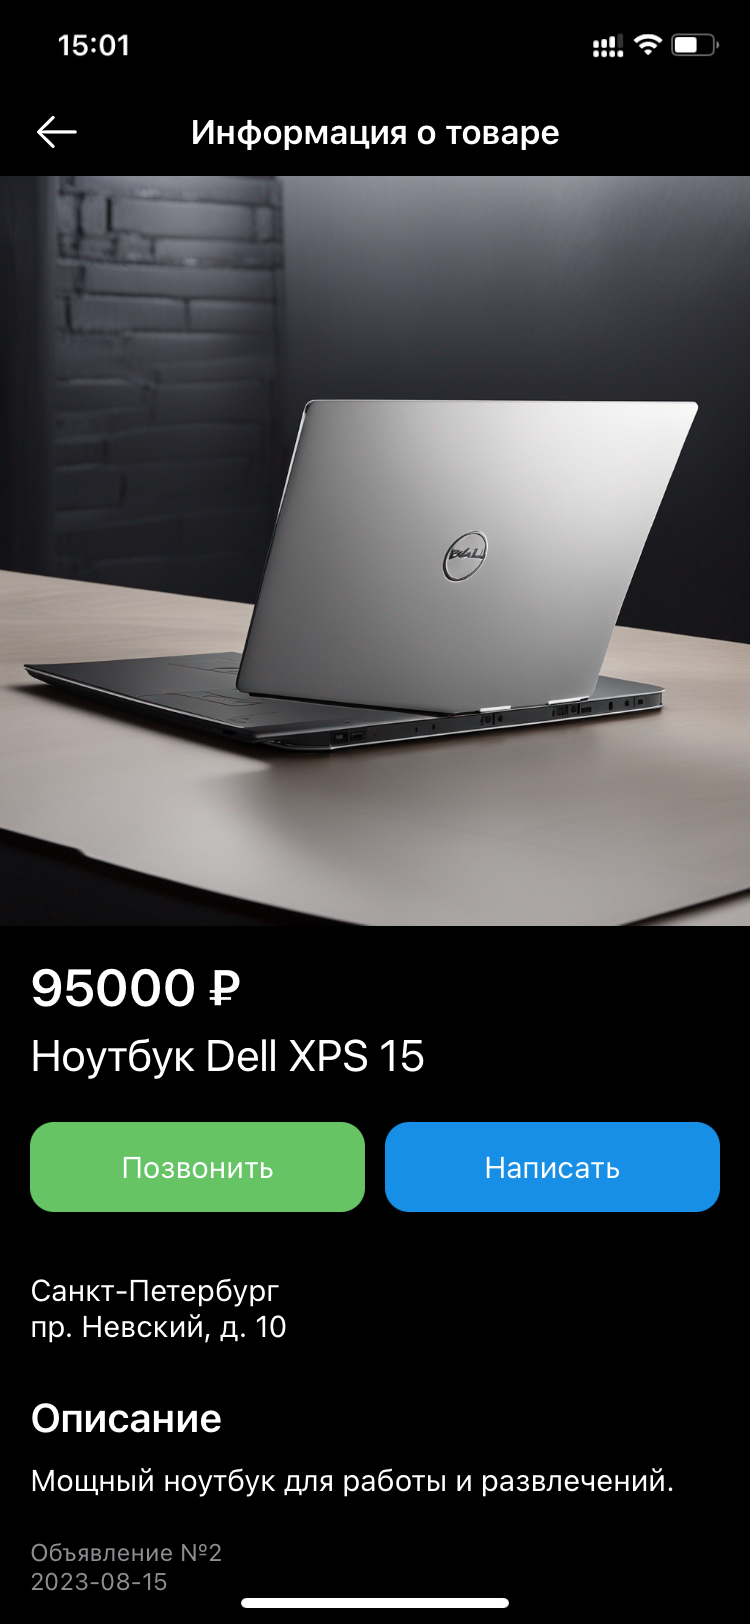 15:01
Информация о товаре
DELL
95000 ₽
Ноутбук Dell XPS 15
Позвонить
Написать
Санкт-Петербург
пр. Невский, д. 10
Описание
Мощный ноутбук для работы и развлечений.
Объявление №2
2023-08-15